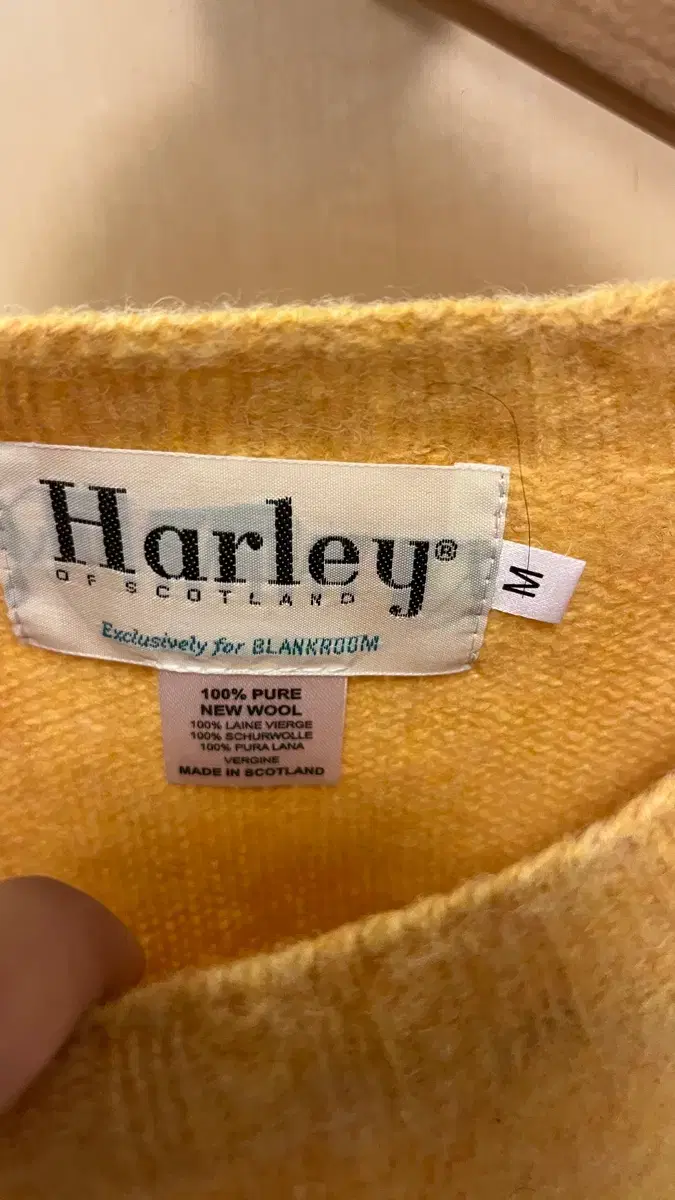 Harley®
OF SCOTLAND
Exclusively for BLANKROOM
M
100% PURE
NEW WOOL
100% LAINE VIERGE
100% SCHURWOLLE
100% PURA LANA
VERGINE
MADE IN SCOTLAND